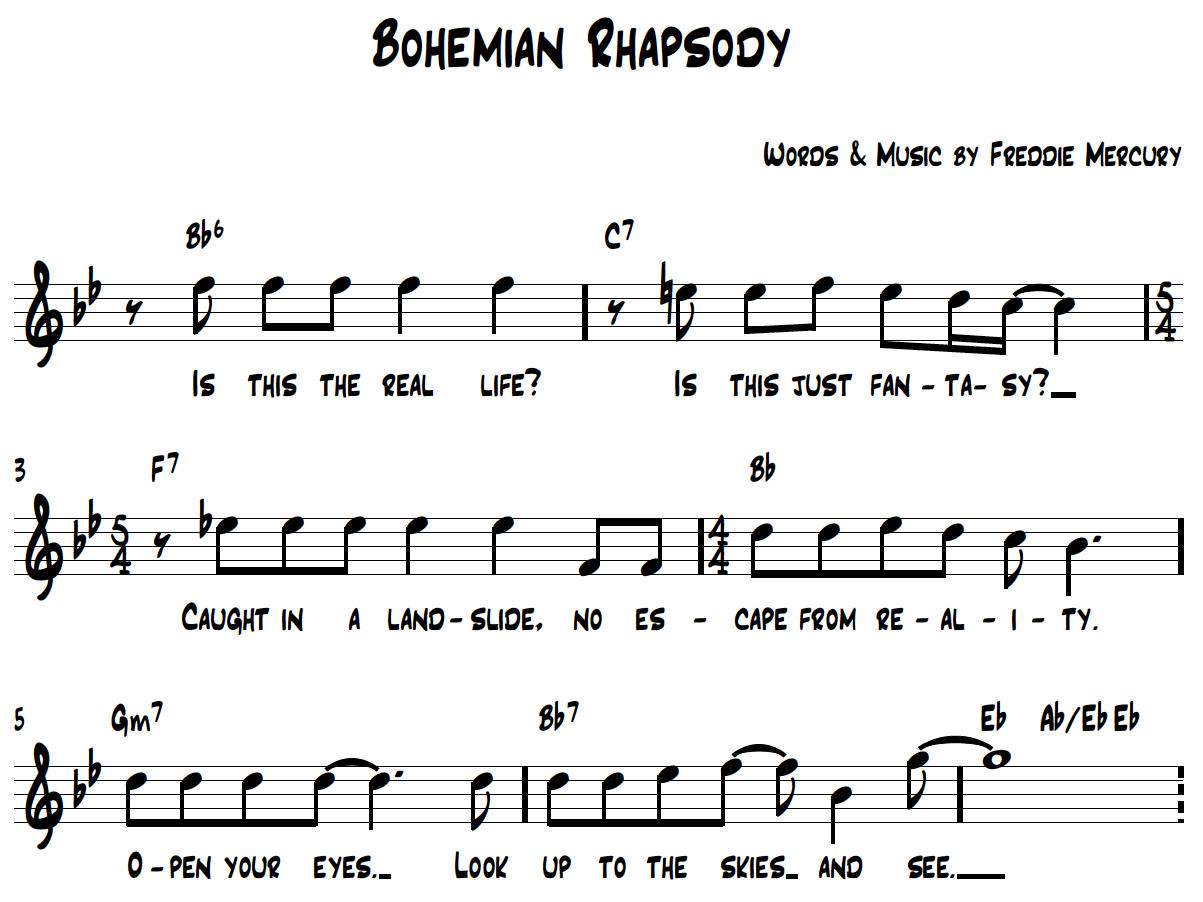 Bohemian Rhapsody
Words & Music by Freddie Mercury
Bb6 C7
5/4
Is this the real life? Is this just fan - ta- sy?_
3 F7 Bb
5/4 4/4
Caught in a land - slide, no es - cape from re - al - i - ty.
5 Gm7 Bb7 Eb Ab/Eb Eb
O - pen your eyes._ Look up to the skies_ and see._